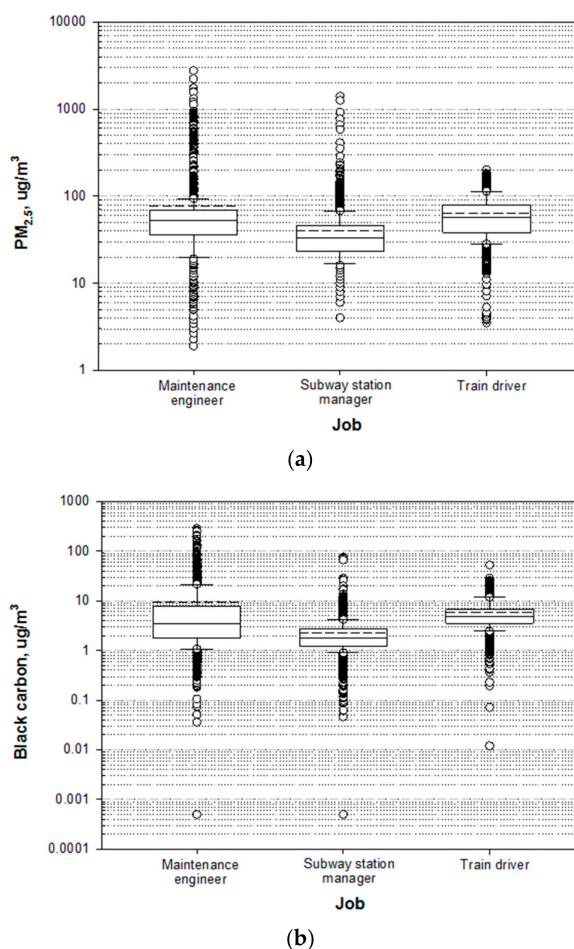 10000
1000
100
10
1
PM2.5, ug/m³
Maintenance engineer
Subway station manager
Train driver
Job
(a)
1000
100
10
1
0.1
0.01
0.001
0.0001
Black carbon, ug/m³
Maintenance engineer
Subway station manager
Train driver
Job
(b)